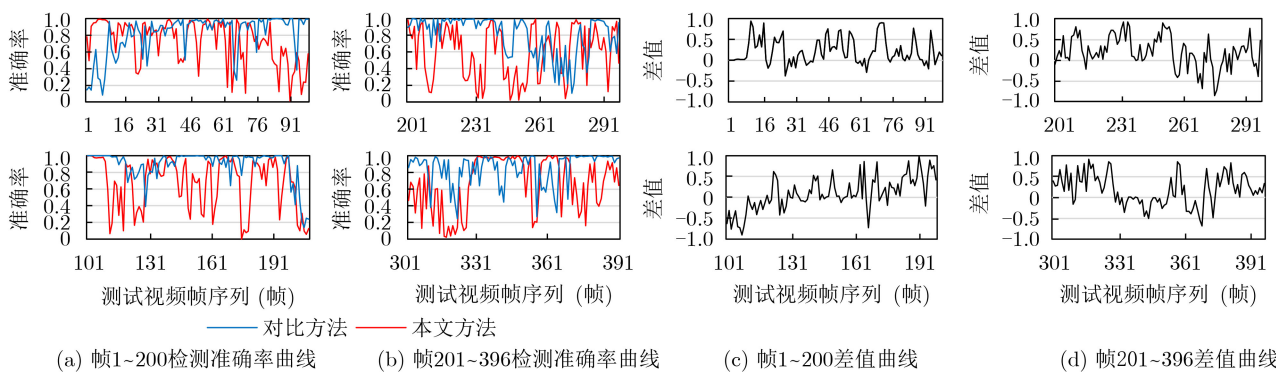 准确率
1.0
0.8
0.6
0.4
0.2
0
1 16 31 46 61 76 91
准确率
1.0
0.8
0.6
0.4
0.2
0
201 231 261 291
差值
1.0
0.5
0
−0.5
−1.0
1 16 31 46 61 76 91
差值
1.0
0.5
0
−0.5
−1.0
201 231 261 291
准确率
1.0
0.8
0.6
0.4
0.2
0
101 131 161 191
测试视频帧序列 (帧)
准确率
1.0
0.8
0.6
0.4
0.2
0
301 331 361 391
测试视频帧序列 (帧)
差值
1.0
0.5
0
−0.5
−1.0
101 131 161 191
测试视频帧序列 (帧)
差值
1.0
0.5
0
−0.5
−1.0
301 331 361 391
测试视频帧序列 (帧)
对比方法 本文方法
(a) 帧1~200检测准确率曲线
(b) 帧201~396检测准确率曲线
(c) 帧1~200差值曲线
(d) 帧201~396差值曲线